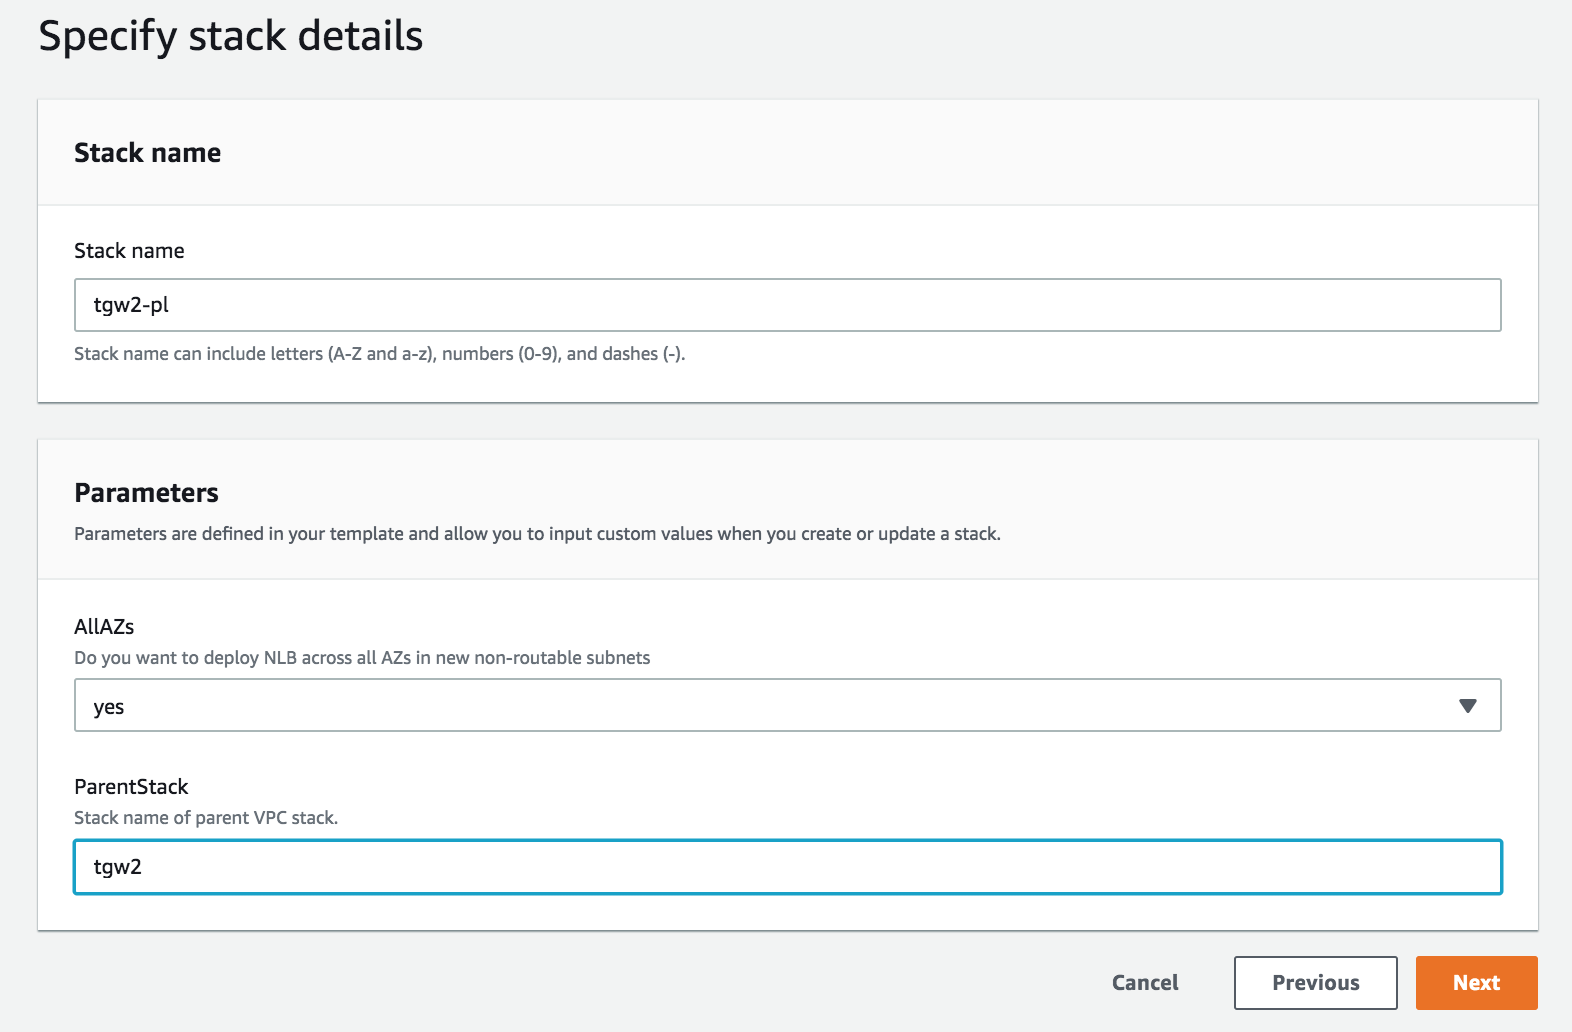 Specify stack details
Stack name
Stack name
tgw2-pl
Stack name can include letters (A-Z and a-z), numbers (0-9), and dashes (-).
Parameters
Parameters are defined in your template and allow you to input custom values when you create or update a stack.
AllAZs
Do you want to deploy NLB across all AZs in new non-routable subnets
yes
ParentStack
Stack name of parent VPC stack.
tgw2
Cancel Previous Next